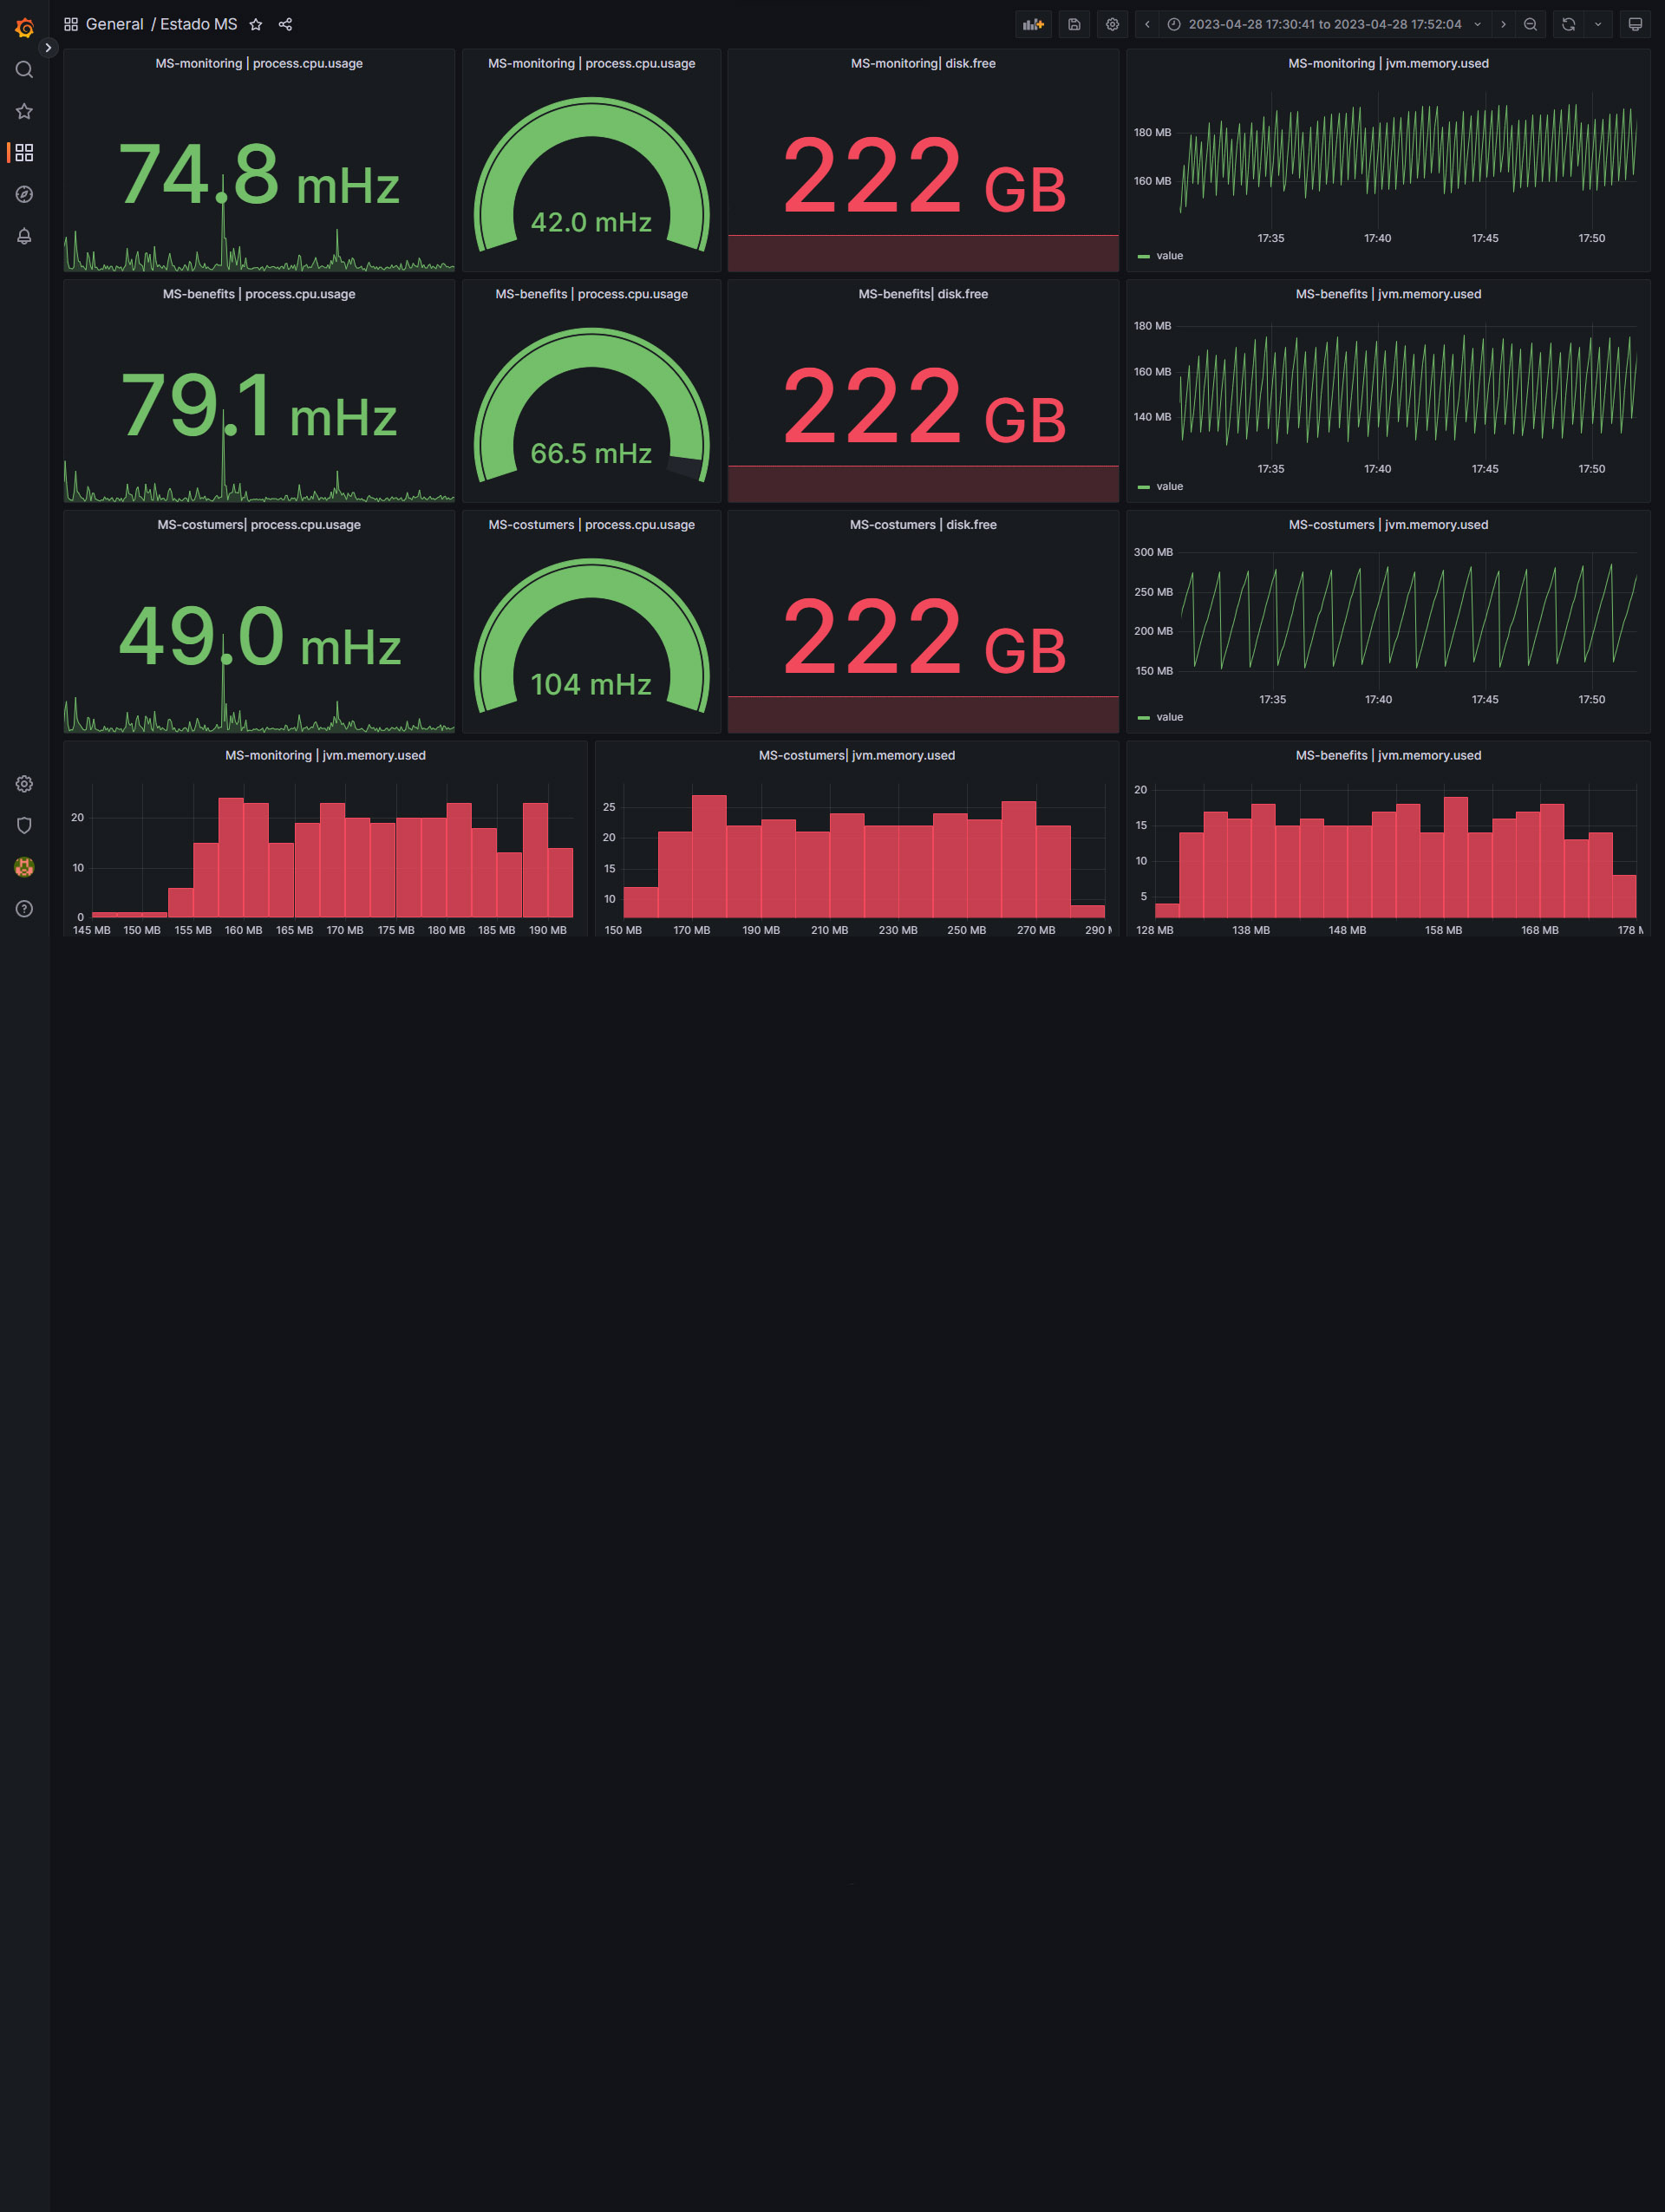 General / Estado MS
2023-04-28 17:30:41 to 2023-04-28 17:52:04
MS-monitoring | process.cpu.usage
74.8 mHz
MS-monitoring | process.cpu.usage
42.0 mHz
MS-monitoring| disk.free
222 GB
MS-monitoring | jvm.memory.used
180 MB
160 MB
17:35 17:40 17:45 17:50
value
MS-benefits | process.cpu.usage
79.1 mHz
MS-benefits | process.cpu.usage
66.5 mHz
MS-benefits| disk.free
222 GB
MS-benefits | jvm.memory.used
180 MB
160 MB
140 MB
17:35 17:40 17:45 17:50
value
MS-costumers| process.cpu.usage
49.0 mHz
MS-costumers | process.cpu.usage
104 mHz
MS-costumers | disk.free
222 GB
MS-costumers | jvm.memory.used
300 MB
250 MB
200 MB
150 MB
17:35 17:40 17:45 17:50
value
MS-monitoring | jvm.memory.used
20
10
0
145 MB 150 MB 155 MB 160 MB 165 MB 170 MB 175 MB 180 MB 185 MB 190 MB
MS-costumers| jvm.memory.used
25
20
15
10
150 MB 170 MB 190 MB 210 MB 230 MB 250 MB 270 MB 290
MS-benefits | jvm.memory.used
20
15
10
5
128 MB 138 MB 148 MB 158 MB 168 MB 178